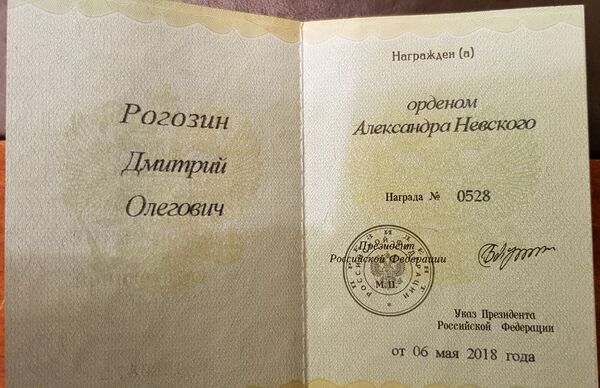 Рогозин
Дмитрий
Олегович
Награжден (а)
орденом
Александра Невского
Награда № 0528
Президент
Российской Федерации
М.П.
Указ Президента
Российской Федерации
от 06 мая 2018 года